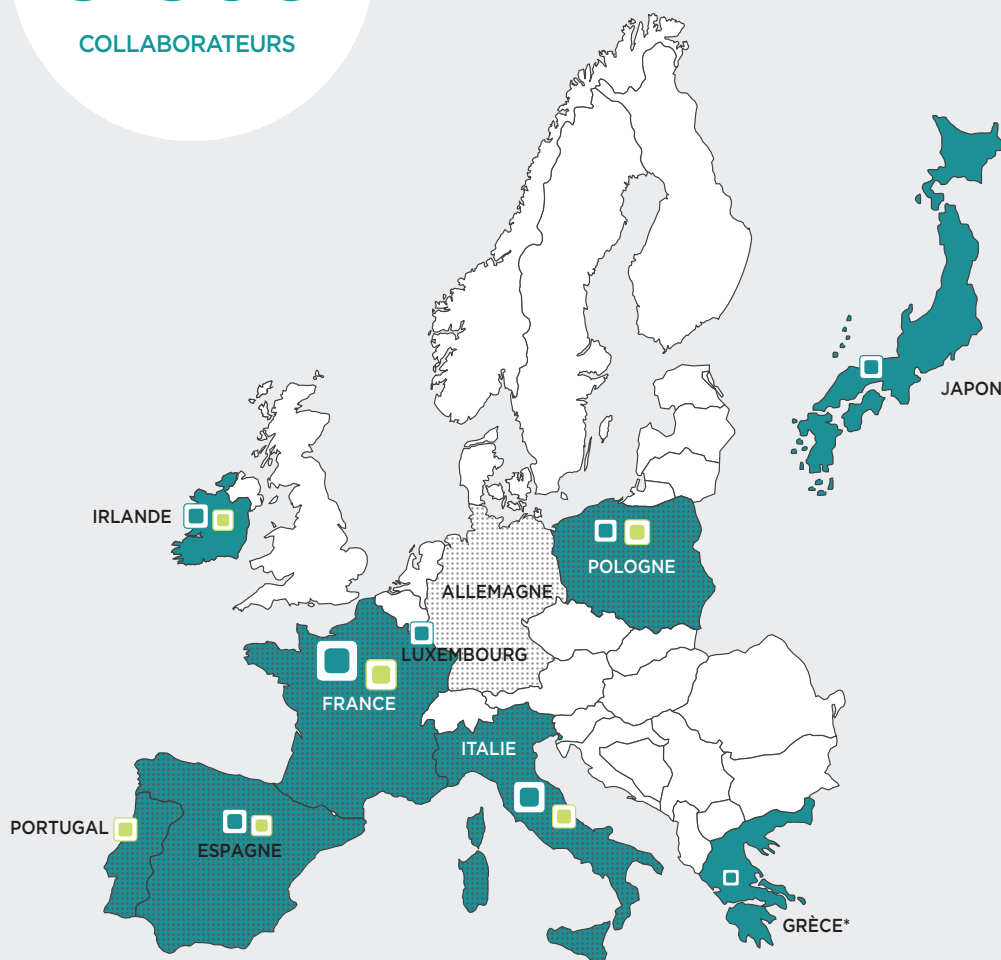 COLLABORATEURS
JAPON
IRLANDE
POLOGNE
ALLEMAGNE
LUXEMBOURG
FRANCE
ITALIE
PORTUGAL
ESPAGNE
GRÈCE*